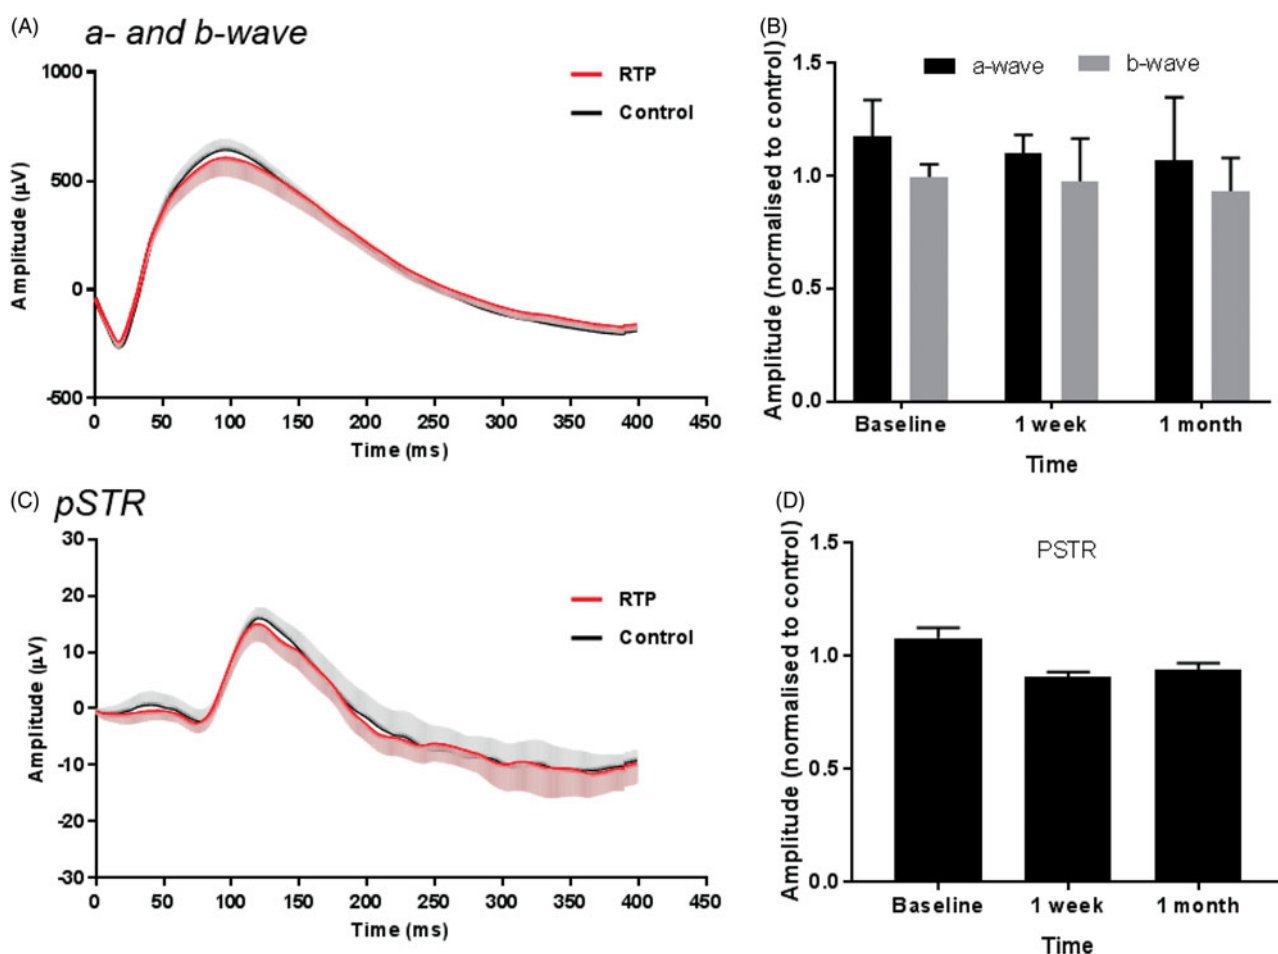 (A) a- and b-wave
1000
500
0
-500
Amplitude (µV)
RTP
Control
0 50 100 150 200 250 300 350 400 450
Time (ms)
(B)
Amplitude (normalised to control)
1.5
1.0
0.5
0.0
a-wave b-wave
Baseline 1 week 1 month
Time
(C) pSTR
30
20
10
0
-10
-20
-30
Amplitude (µV)
RTP
Control
0 50 100 150 200 250 300 350 400 450
Time (ms)
(D)
Amplitude (normalised to control)
1.5
1.0
0.5
0.0
PSTR
Baseline 1 week 1 month
Time